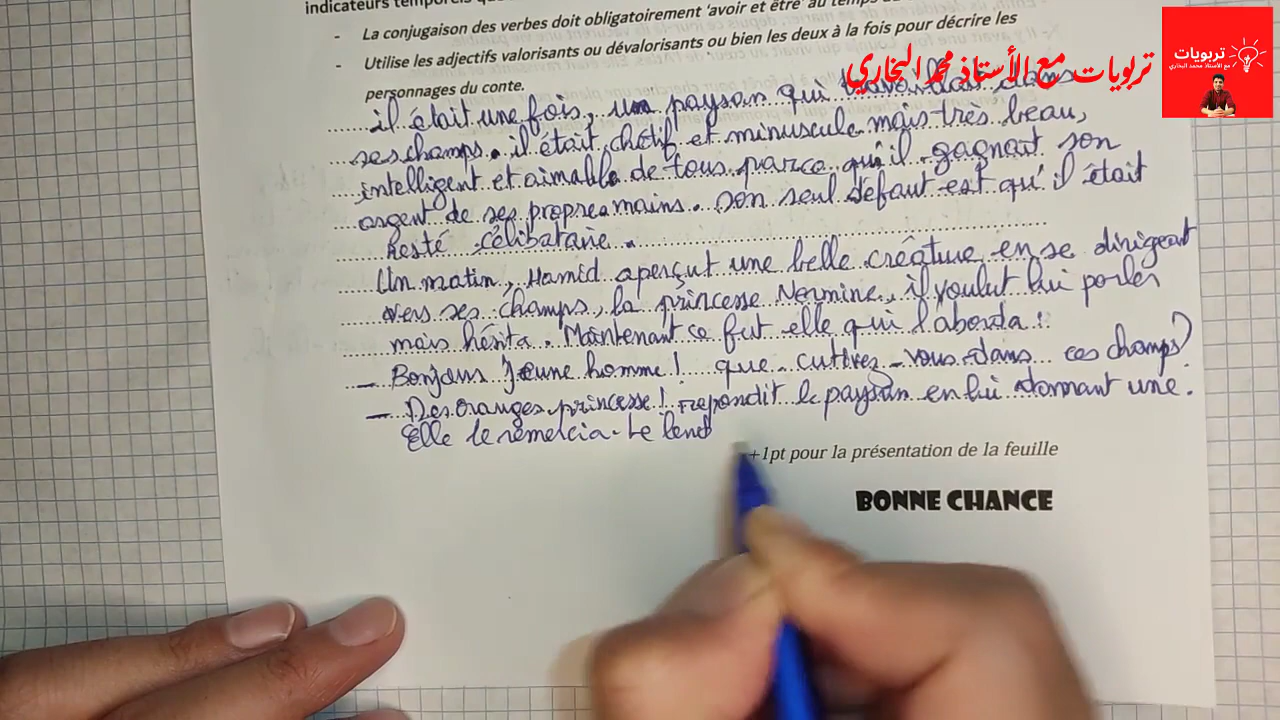 indicateurs temporels
- La conjugaison des verbes doit obligatoirement ‘avoir et être’ au temps
- Utilise les adjectifs valorisants ou dévalorisants ou bien les deux à la fois pour décrire les
personnages du conte.
تربويات مع الأستاذ محمد البخاري
تربويات
مع الأستاذ محمد البخاري
il était une fois, un paysan qui dans
ses champs. il était chétif et minuscule mais très beau,
intelligent et aimable de tous parce qu'il gagnait son
argent de ses propres mains. son seul défaut est qu'il était
Resté célibataire.
Un matin, Hamid aperçut une belle créature en se dirigeant
vers ses champs, la princesse Nermine, il voulut lui parler
mais hésita. Maintenant ce fut elle qui l'aborda :
- Bonjour jeune homme ! que cutivez-vous dans ces champs ?
- Des oranges princesse ! repondit le paysan en lui donnant une.
Elle le remercia. Le lend
+1pt pour la présentation de la feuille
BONNE CHANCE